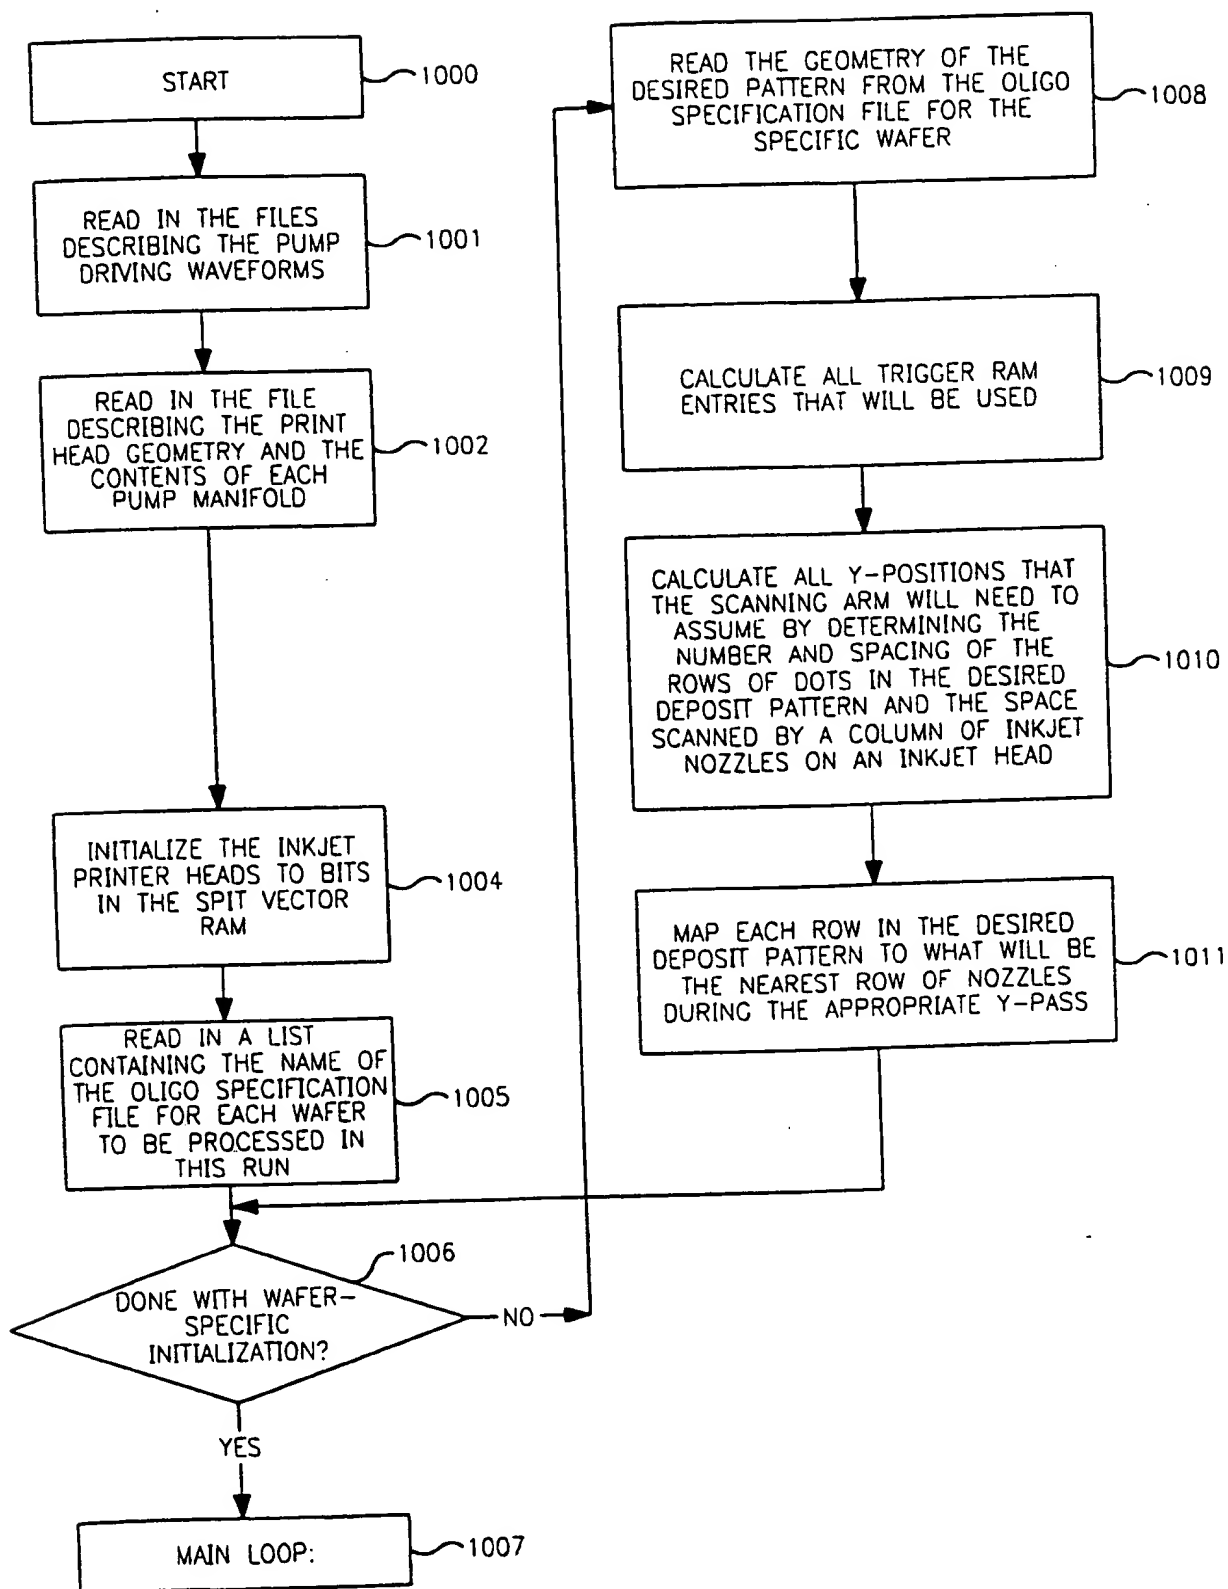 START
1000
READ IN THE FILES
DESCRIBING THE PUMP
DRIVING WAVEFORMS
1001
READ IN THE FILE
DESCRIBING THE PRINT
HEAD GEOMETRY AND THE
CONTENTS OF EACH
PUMP MANIFOLD
1002
INITIALIZE THE INKJET
PRINTER HEADS TO BITS
IN THE SPIT VECTOR
RAM
1004
READ IN A LIST
CONTAINING THE NAME OF
THE OLIGO SPECIFICATION
FILE FOR EACH WAFER
TO BE PROCESSED IN
THIS RUN
1005
1006
DONE WITH WAFER-
SPECIFIC
INITIALIZATION?
NO
YES
MAIN LOOP:
1007
READ THE GEOMETRY OF THE
DESIRED PATTERN FROM THE OLIGO
SPECIFICATION FILE FOR THE
SPECIFIC WAFER
1008
CALCULATE ALL TRIGGER RAM
ENTRIES THAT WILL BE USED
1009
CALCULATE ALL Y-POSITIONS THAT
THE SCANNING ARM WILL NEED TO
ASSUME BY DETERMINING THE
NUMBER AND SPACING OF THE
ROWS OF DOTS IN THE DESIRED
DEPOSIT PATTERN AND THE SPACE
SCANNED BY A COLUMN OF INKJET
NOZZLES ON AN INKJET HEAD
1010
MAP EACH ROW IN THE DESIRED
DEPOSIT PATTERN TO WHAT WILL BE
THE NEAREST ROW OF NOZZLES
DURING THE APPROPRIATE Y-PASS
1011